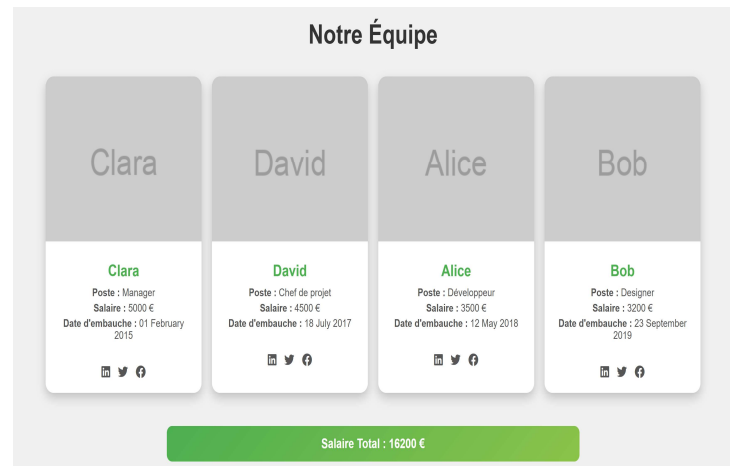 Notre Équipe
Clara
David
Alice
Bob
Clara
Poste : Manager
Salaire : 5000 €
Date d'embauche : 01 February
2015
David
Poste : Chef de projet
Salaire : 4500 €
Date d'embauche : 18 July 2017
Alice
Poste : Développeur
Salaire : 3500 €
Date d'embauche : 12 May 2018
Bob
Poste : Designer
Salaire : 3200 €
Date d'embauche : 23 September
2019
Salaire Total : 16200 €